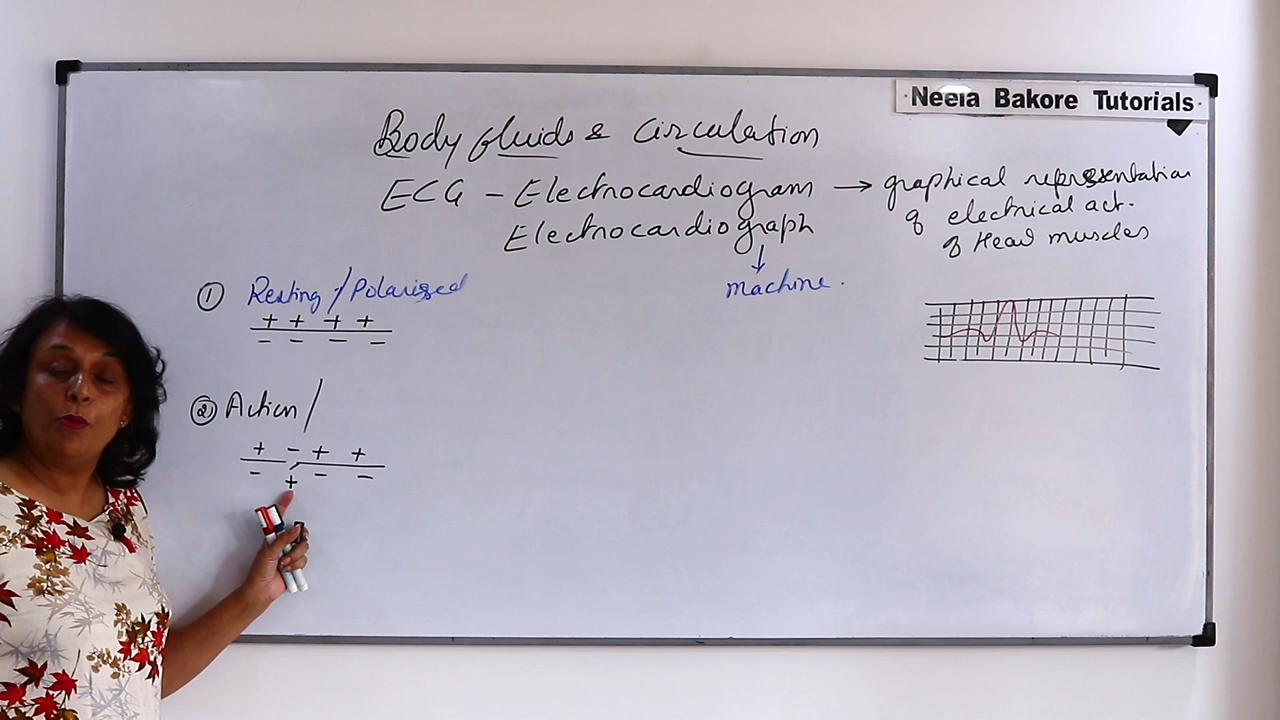 Neela Bakore Tutorials
Body fluids & Circulation
ECG - Electrocardiogram → graphical representation
of electrical act.
of Heart muscles
Electrocardiograph
↓
machine.
① Resting / Polarized
+ + + +
- - - -
② Action /
+ - + +
- + - -